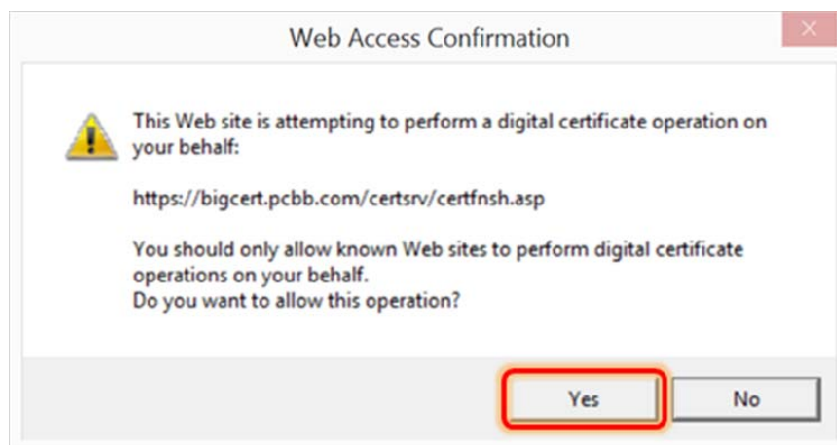 Web Access Confirmation
This Web site is attempting to perform a digital certificate operation on
your behalf:
https://bigcert.pcbb.com/certsrv/certfnsh.asp
You should only allow known Web sites to perform digital certificate
operations on your behalf.
Do you want to allow this operation?
Yes No